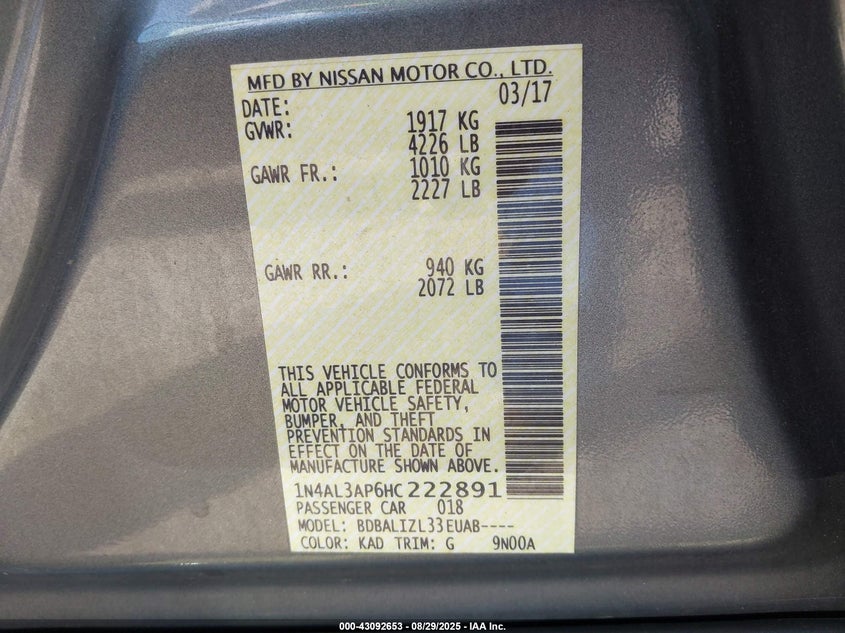 MFD BY NISSAN MOTOR CO., LTD.
DATE: 03/17
GVWR: 1917 KG
4226 LB
GAWR FR.: 1010 KG
2227 LB
GAWR RR.: 940 KG
2072 LB
THIS VEHICLE CONFORMS TO
ALL APPLICABLE FEDERAL
MOTOR VEHICLE SAFETY,
BUMPER, AND THEFT
PREVENTION STANDARDS IN
EFFECT ON THE DATE OF
MANUFACTURE SHOWN ABOVE.
1N4AL3AP6HC222891
PASSENGER CAR 018
MODEL: BDBALIZL33EUAB----
COLOR: KAD TRIM: G 9N00A
000-43092653 - 08/29/2025 - IAA Inc.